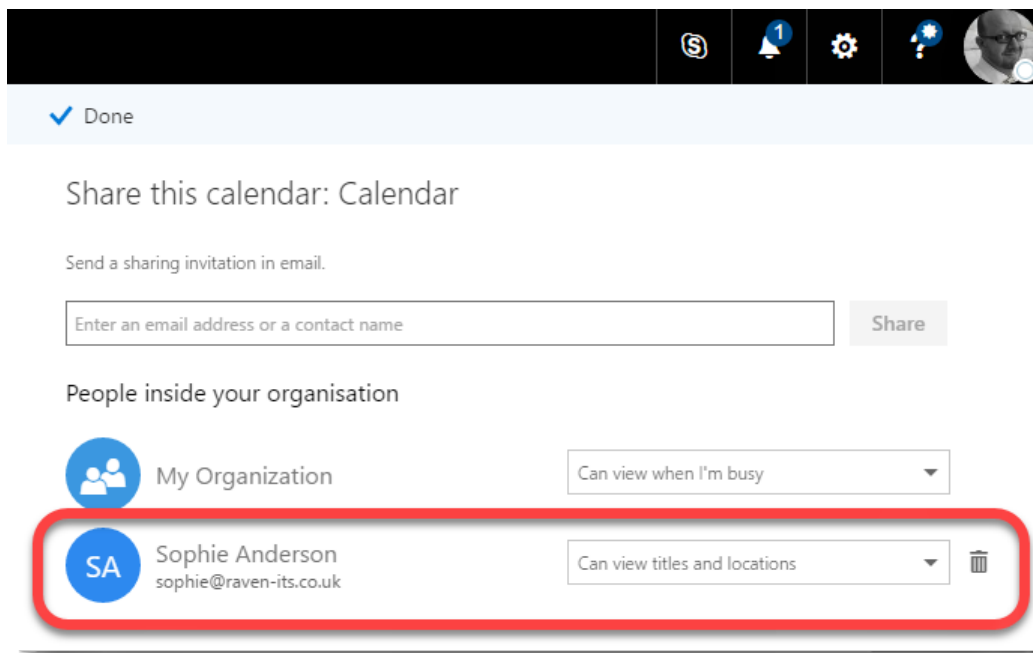 1
Done
Share this calendar: Calendar
Send a sharing invitation in email.
Enter an email address or a contact name
Share
People inside your organisation
My Organization
Can view when I'm busy
SA
Sophie Anderson
sophie@raven-its.co.uk
Can view titles and locations